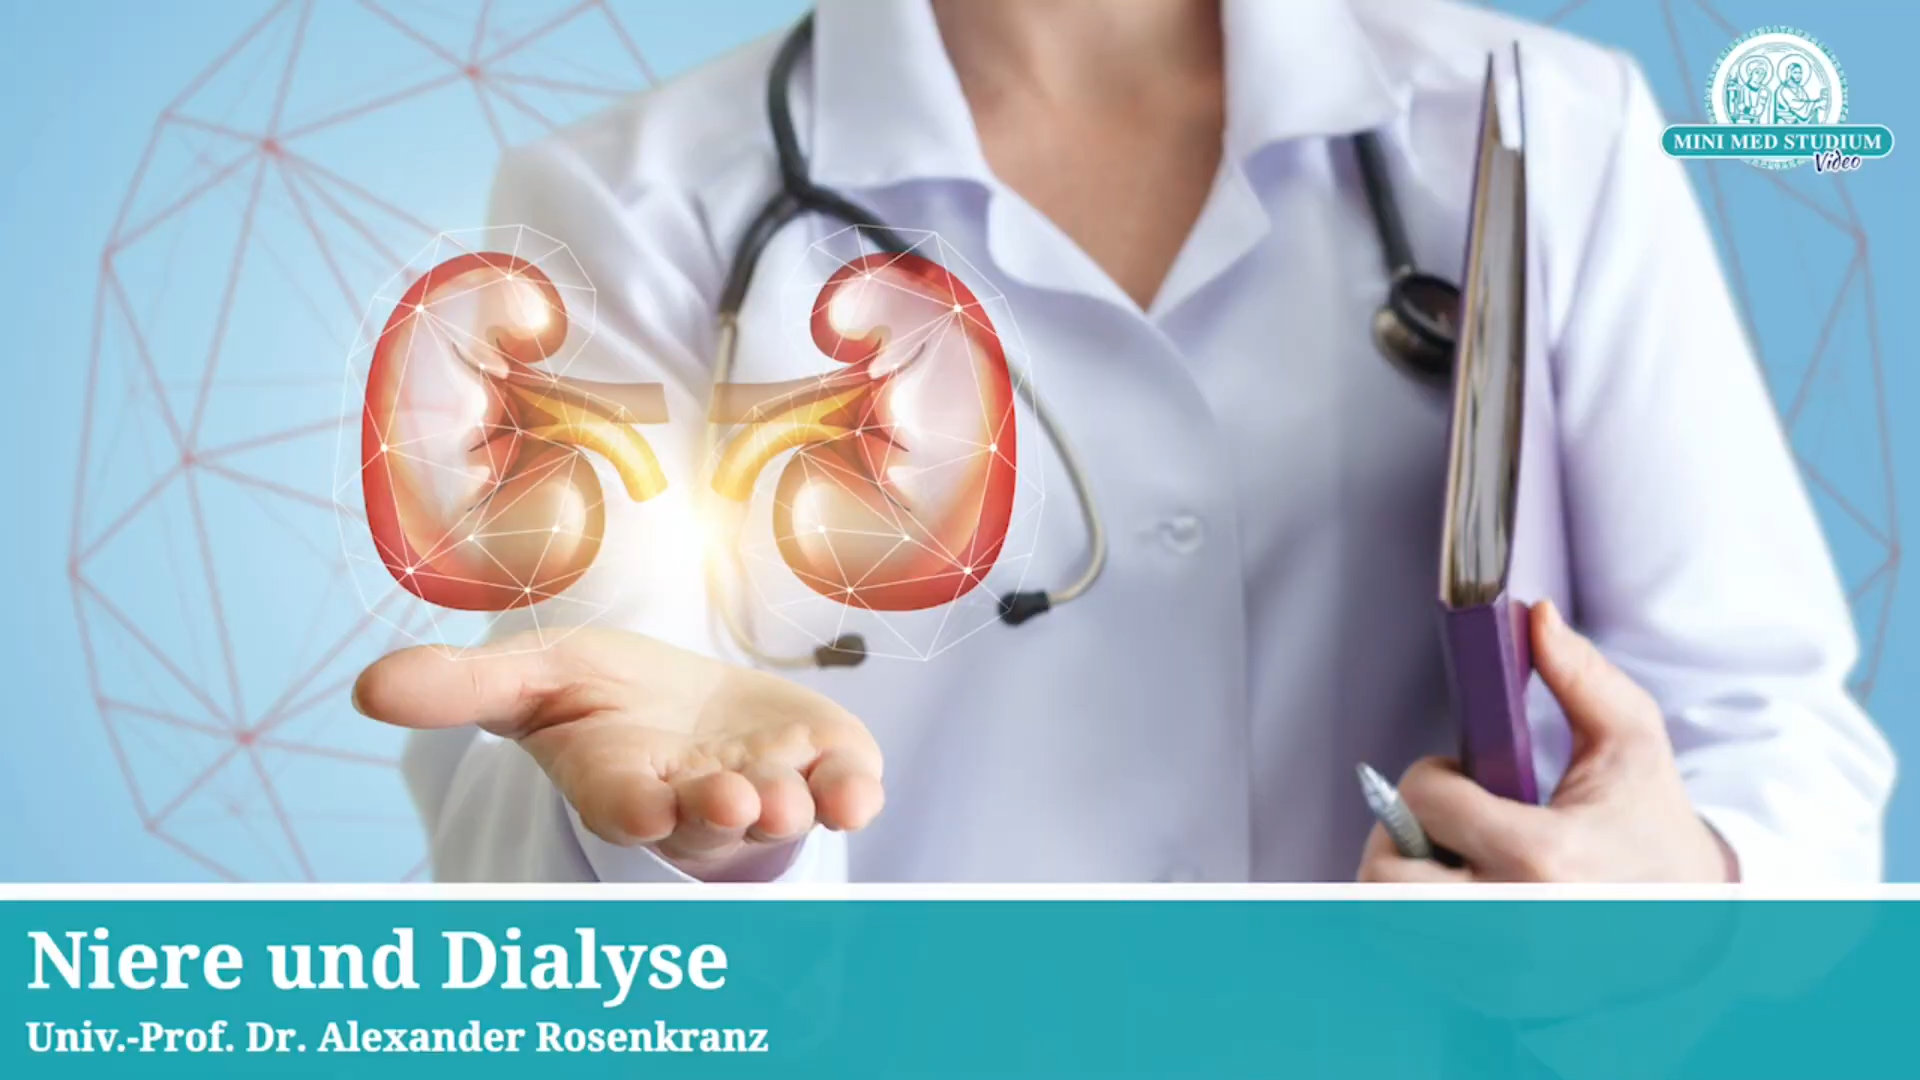 MINI MED STUDIUM
Video
Niere und Dialyse
Univ.-Prof. Dr. Alexander Rosenkranz